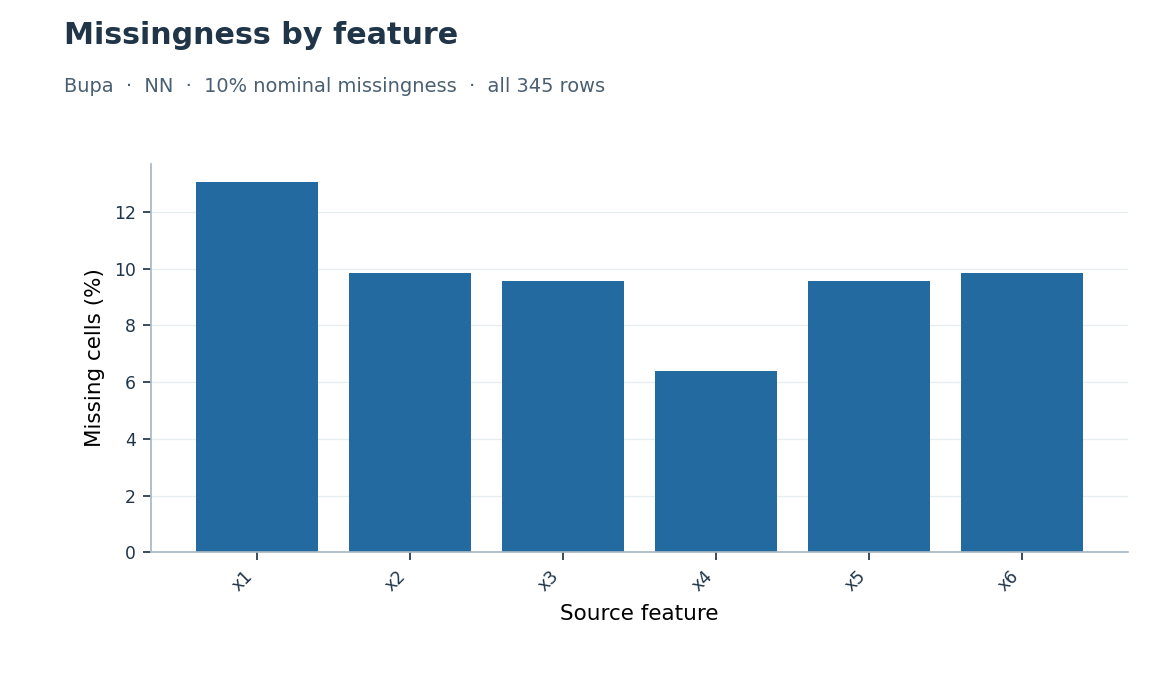 Missingness by feature
Bupa · NN · 10% nominal missingness · all 345 rows
12
10
8
6
4
2
0
Missing cells (%)
x1 x2 x3 x4 x5 x6
Source feature